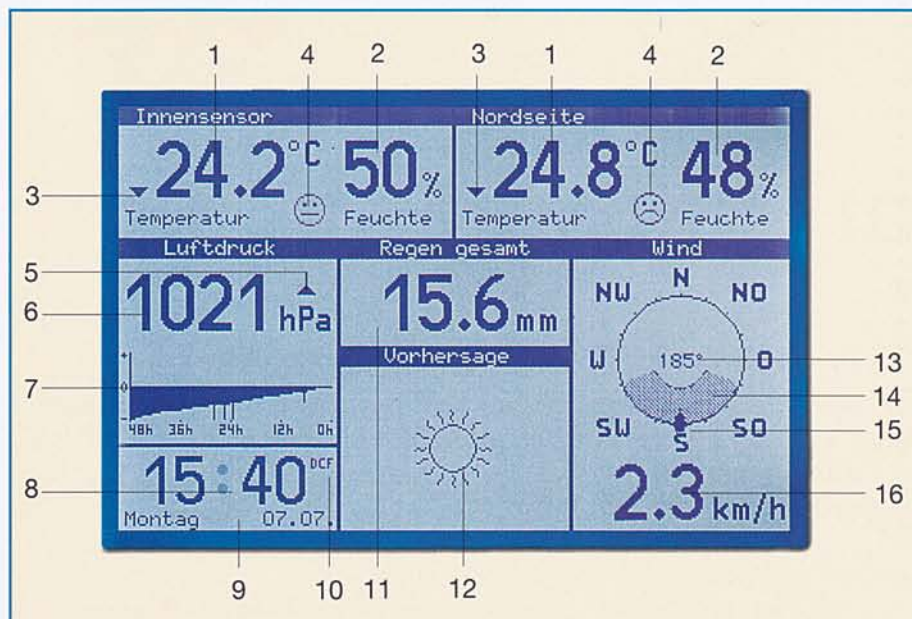 1 4 2 3 1 4 2
Innensensor Nordseite
24.2°C 50% 24.8°C 48%
3
Temperatur Feuchte Temperatur Feuchte
Luftdruck Regen gesamt Wind
5
6
1021 hPa 15.6 mm
N
NW NO
W 185° O
SW SO
S
13
14
15
Vorhersage
7
+
0
-
48h 36h 24h 12h 0h
8
15:40 DCF
Montag 07.07.
2.3 km/h
16
9 10 11 12